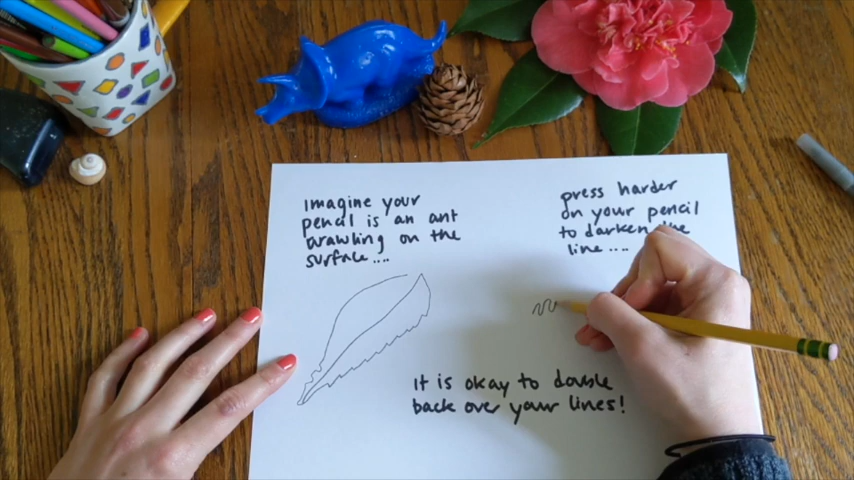 Imagine your
pencil is an ant
crawling on the
surface....
press harder
on your pencil
to darken the
line....
It is okay to double
back over your lines!